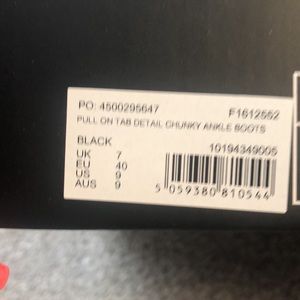 PO: 4500295647 F1612552
PULL ON TAB DETAIL CHUNKY ANKLE BOOTS
BLACK 10194349005
UK 7
EU 40
US 9
AUS 9
5 059380 810544